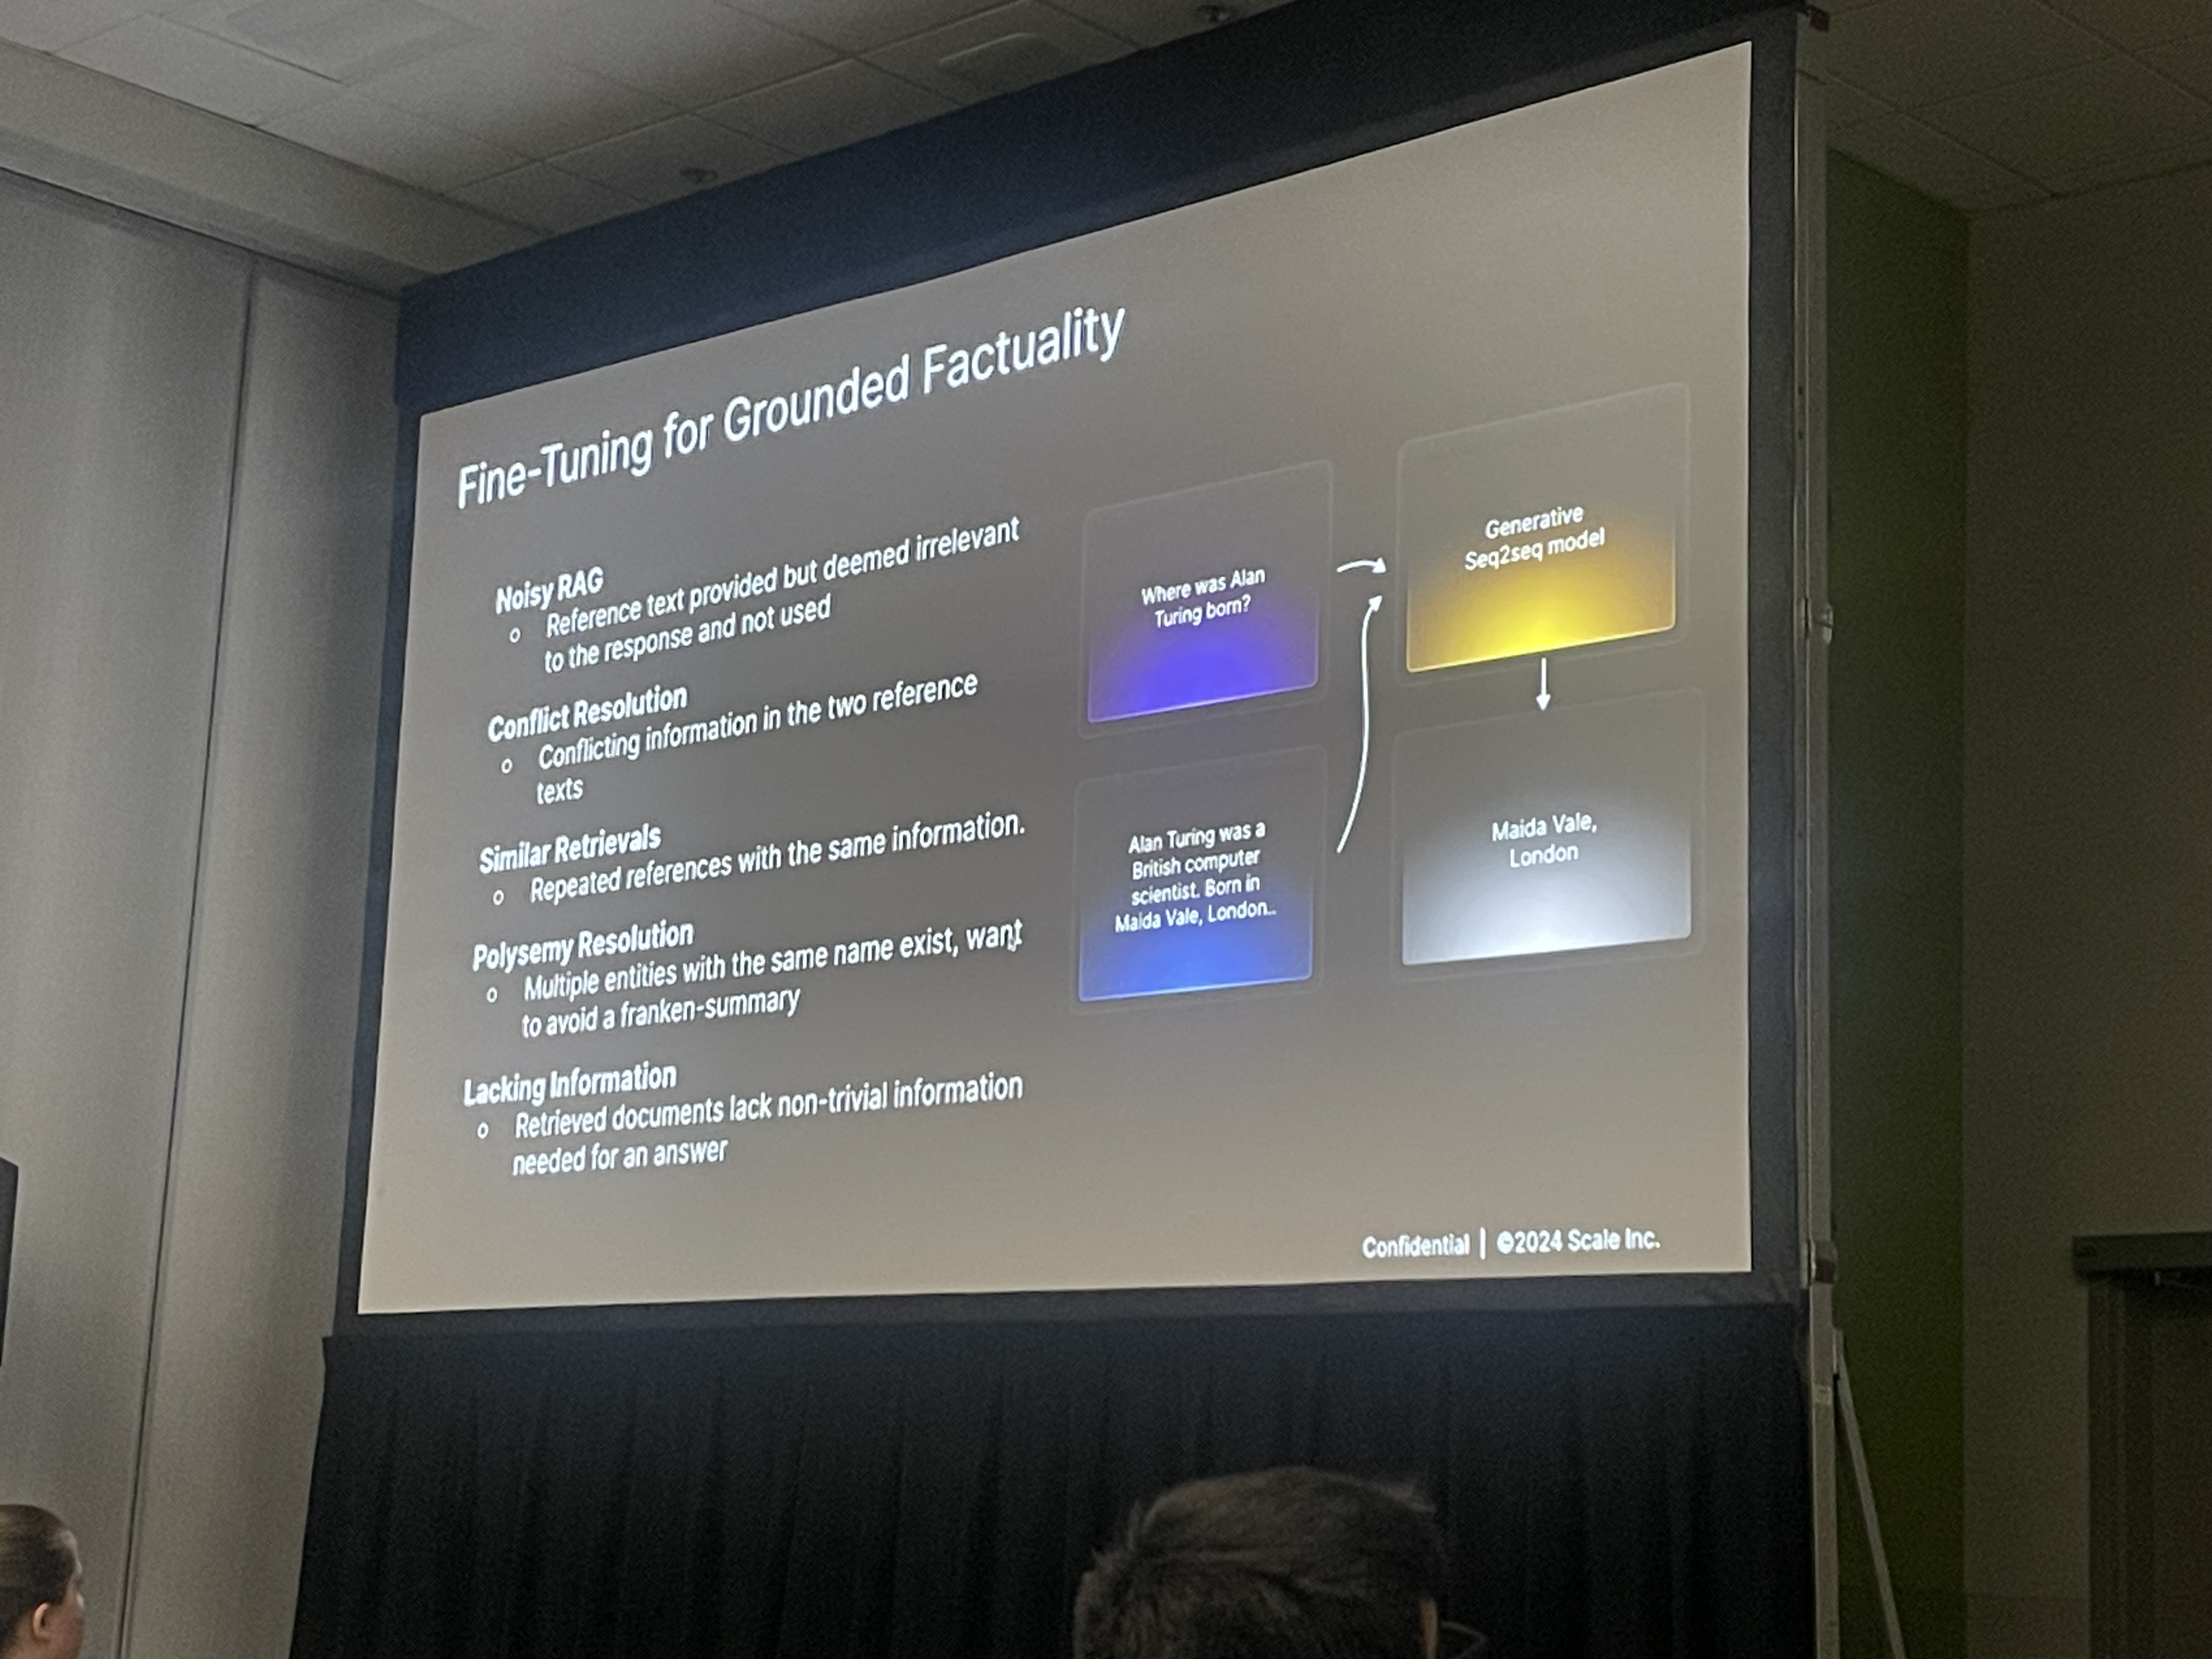 Fine-Tuning for Grounded Factuality
Noisy RAG
Reference text provided but deemed irrelevant
to the response and not used
Conflict Resolution
Conflicting information in the two reference
texts
Similar Retrievals
Repeated references with the same information.
Polysemy Resolution
Multiple entities with the same name exist, want
to avoid a franken-summary
Lacking Information
Retrieved documents lack non-trivial information
needed for an answer
Where was Alan
Turing born?
Alan Turing was a
British computer
scientist. Born in
Maida Vale, London..
Generative
Seq2seq model
Maida Vale,
London
Confidential | ©2024 Scale Inc.